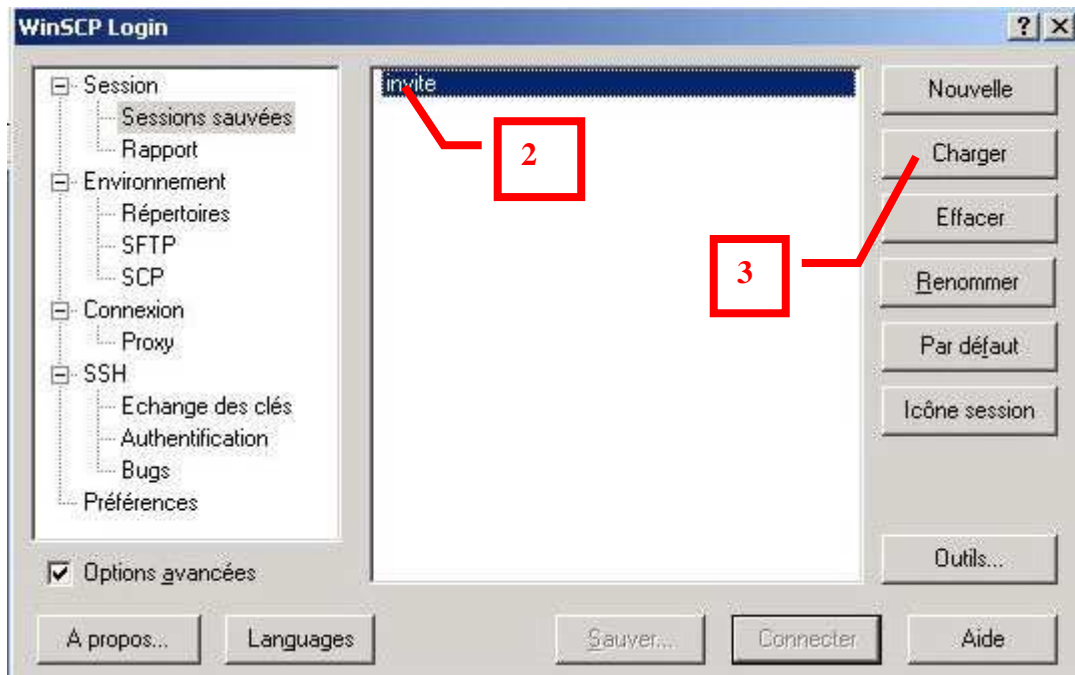 WinSCP Login
Session
Sessions sauvées
Rapport
Environnement
Répertoires
SFTP
SCP
Connexion
Proxy
SSH
Echange des clés
Authentification
Bugs
Préférences
Options avancées
invite
2
3
Nouvelle
Charger
Effacer
Renommer
Par défaut
Icône session
Outils...
A propos...
Languages
Sauver...
Connecter
Aide